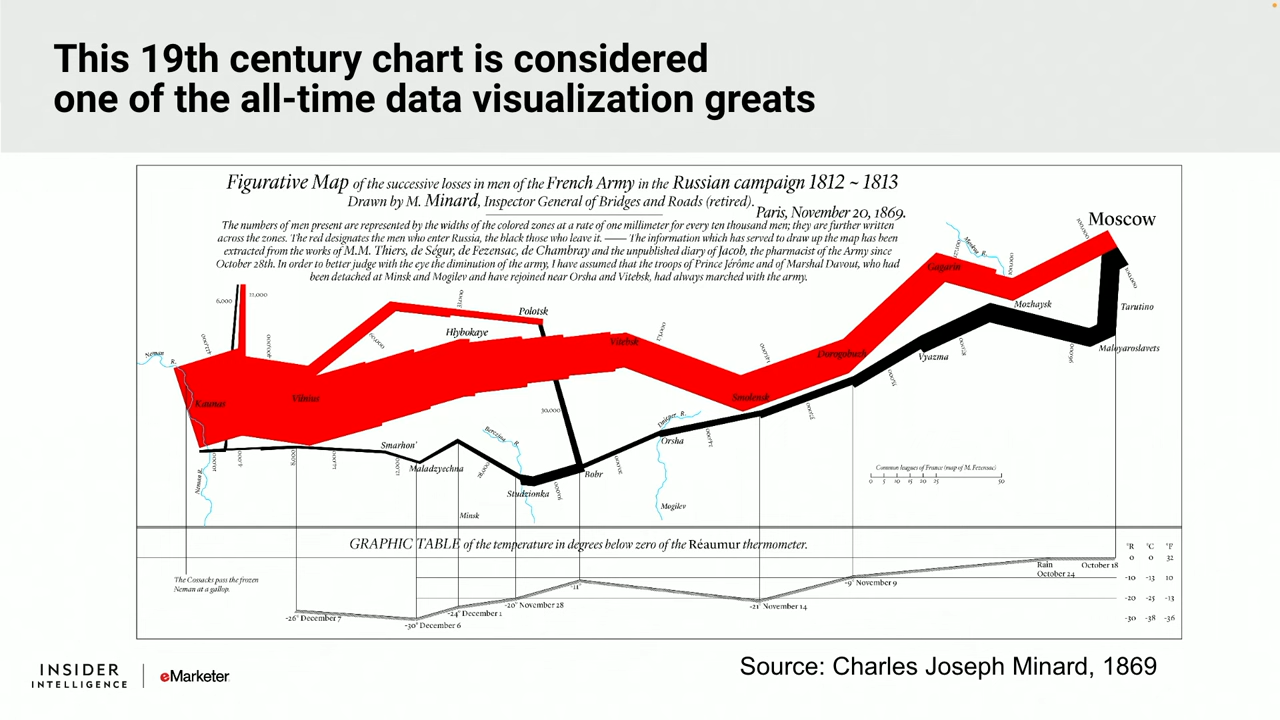 This 19th century chart is considered
one of the all-time data visualization greats
Figurative Map of the successive losses in men of the French Army in the Russian campaign 1812 ~ 1813
Drawn by M. Minard, Inspector General of Bridges and Roads (retired).
Paris, November 20, 1869.
The numbers of men present are represented by the widths of the colored zones at a rate of one millimeter for every ten thousand men; they are further written
across the zones. The red designates the men who enter Russia, the black those who leave it. —— The information which has served to draw up the map has been
extracted from the works of M.M. Thiers, de Ségur, de Fezensac, de Chambray and the unpublished diary of Jacob, the pharmacist of the Army since
October 28th. In order to better judge with the eye the diminution of the army, I have assumed that the troops of Prince Jérôme and of Marshal Davout, who had
been detached at Minsk and Mogilev and have rejoined near Orsha and Vitebsk, had always marched with the army.
Moscow
100,000
Moskva R.
Gagarin
Mozhaysk
Tarutino
Maloyaroslavets
Vyazma
Dorogobuzh
Smolensk
Vitebsk
Polotsk
Hlybokaye
6,000
11,000
Neman R.
Kaunas
Vilnius
30,000
Dnieper R.
Orsha
Smarhon'
Maladzyechna
Berezina R.
Bobr
Studzionka
Neman R.
Minsk
Mogilev
Common leagues of France (map of M. Fezensac)
0 5 10 15 20 25 50
GRAPHIC TABLE of the temperature in degrees below zero of the Réaumur thermometer.
°R °C °F
0 0 32
-10 -13 10
-20 -25 -13
-30 -38 -36
The Cossacks pass the frozen
Neman at a gallop.
-26° December 7
-30° December 6
-24° December 1
-20° November 28
-11°
-21° November 14
-9° November 9
Rain
October 24
October 18
Source: Charles Joseph Minard, 1869
INSIDER
INTELLIGENCE
eMarketer